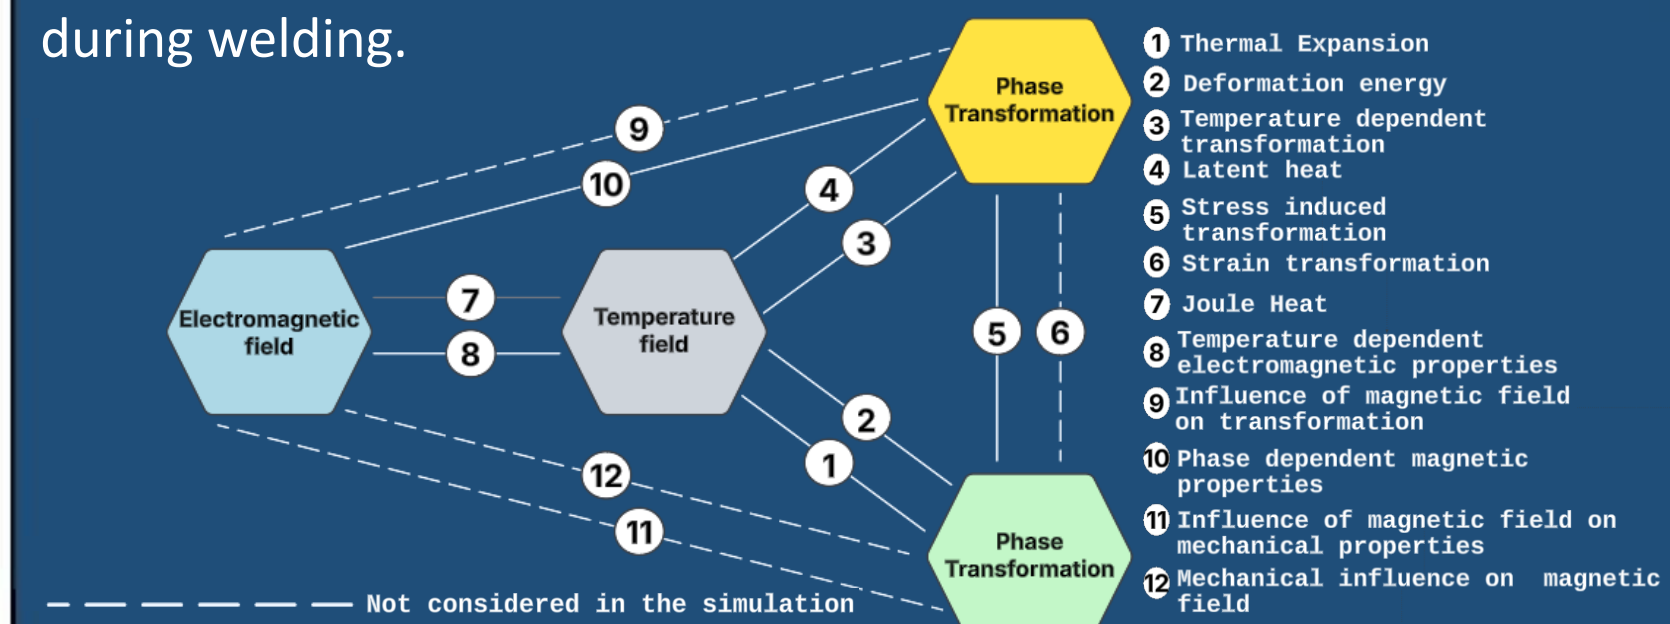 during welding.
Phase
Transformation
9
10
4
3
Electromagnetic
field
7
8
Temperature
field
5
6
2
1
12
11
Phase
Transformation
Not considered in the simulation
1 Thermal Expansion
2 Deformation energy
3 Temperature dependent
transformation
4 Latent heat
5 Stress induced
transformation
6 Strain transformation
7 Joule Heat
8 Temperature dependent
electromagnetic properties
9 Influence of magnetic field
on transformation
10 Phase dependent magnetic
properties
11 Influence of magnetic field on
mechanical properties
12 Mechanical influence on magnetic
field